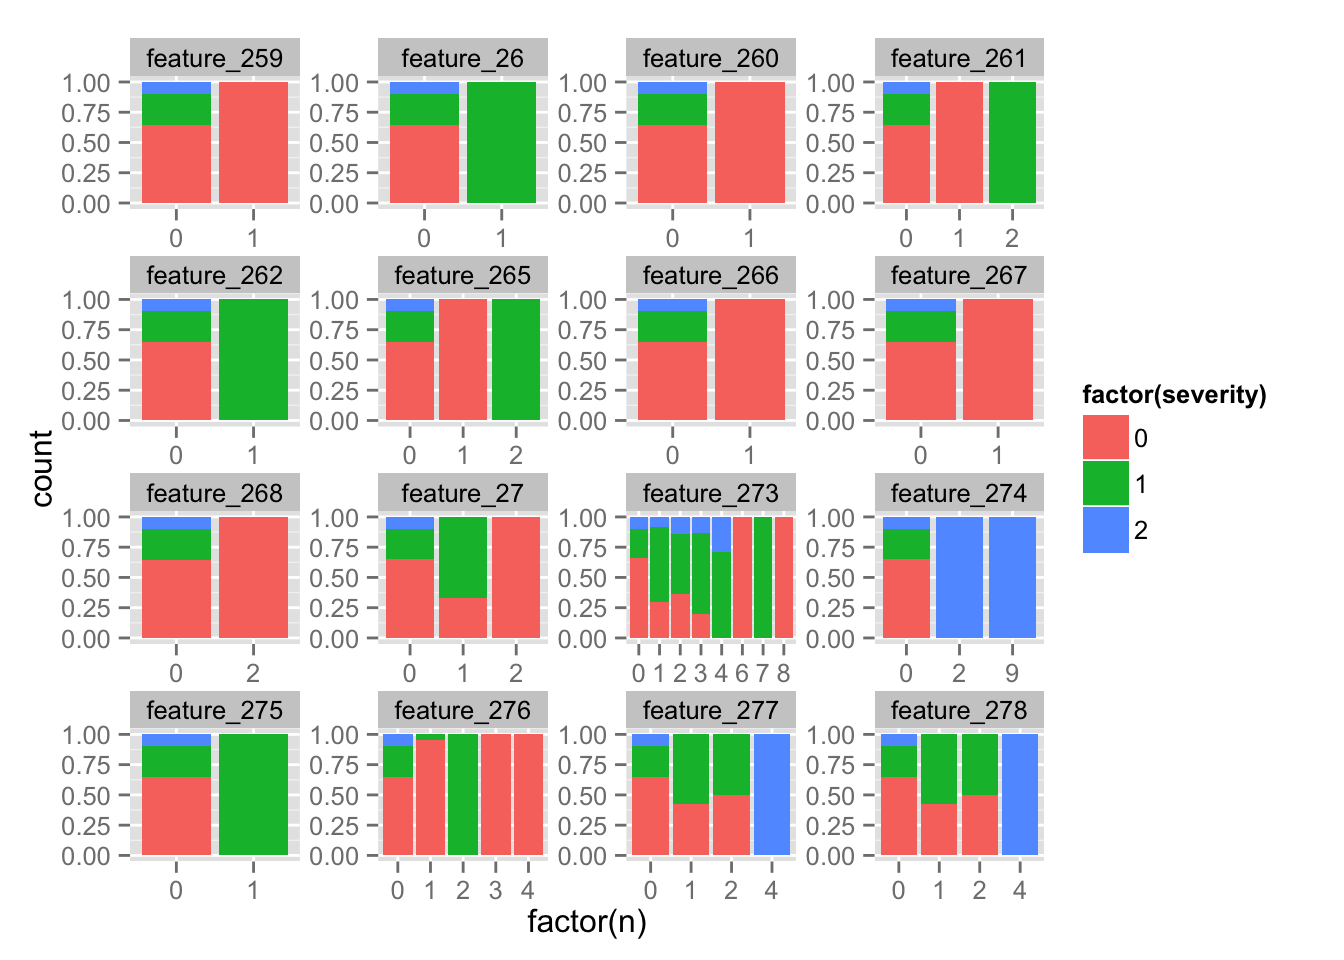 feature_259 feature_26 feature_260 feature_261
1.00 1.00 1.00 1.00
0.75 0.75 0.75 0.75
0.50 0.50 0.50 0.50
0.25 0.25 0.25 0.25
0.00 0.00 0.00 0.00
0 1 0 1 0 1 0 1 2
feature_262 feature_265 feature_266 feature_267
1.00 1.00 1.00 1.00
0.75 0.75 0.75 0.75
0.50 0.50 0.50 0.50
0.25 0.25 0.25 0.25
0.00 0.00 0.00 0.00
0 1 0 1 2 0 1 0 1
feature_268 feature_27 feature_273 feature_274
1.00 1.00 1.00 1.00
0.75 0.75 0.75 0.75
0.50 0.50 0.50 0.50
0.25 0.25 0.25 0.25
0.00 0.00 0.00 0.00
0 2 0 1 2 0 1 2 3 4 6 7 8 0 2 9
feature_275 feature_276 feature_277 feature_278
1.00 1.00 1.00 1.00
0.75 0.75 0.75 0.75
0.50 0.50 0.50 0.50
0.25 0.25 0.25 0.25
0.00 0.00 0.00 0.00
0 1 0 1 2 3 4 0 1 2 4 0 1 2 4
count
factor(n)
factor(severity)
0
1
2